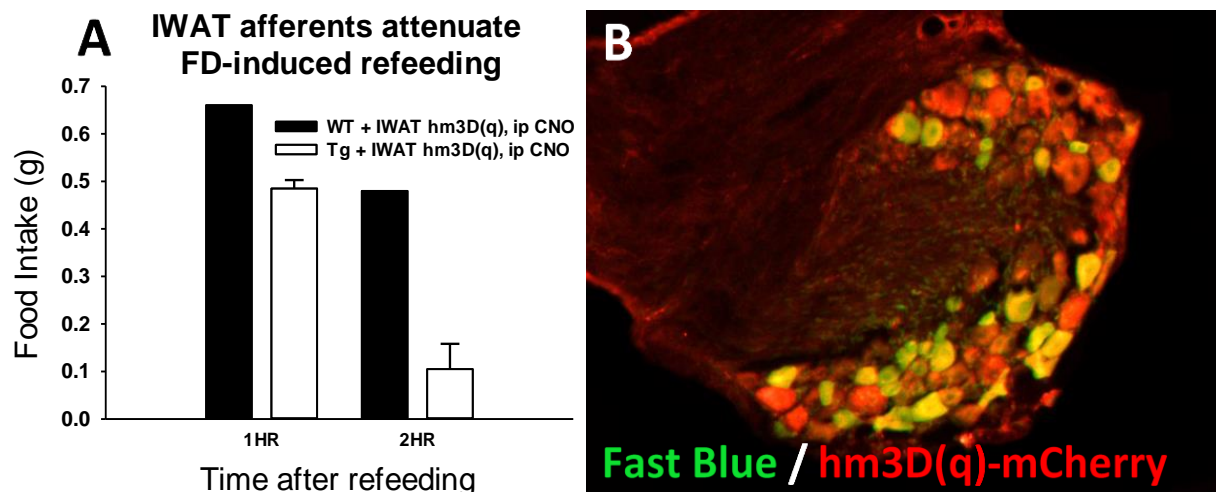 A
IWAT afferents attenuate
FD-induced refeeding
0.7
0.6
0.5
0.4
0.3
0.2
0.1
0.0
Food Intake (g)
WT + IWAT hm3D(q), ip CNO
Tg + IWAT hm3D(q), ip CNO
1HR 2HR
Time after refeeding
B
Fast Blue / hm3D(q)-mCherry